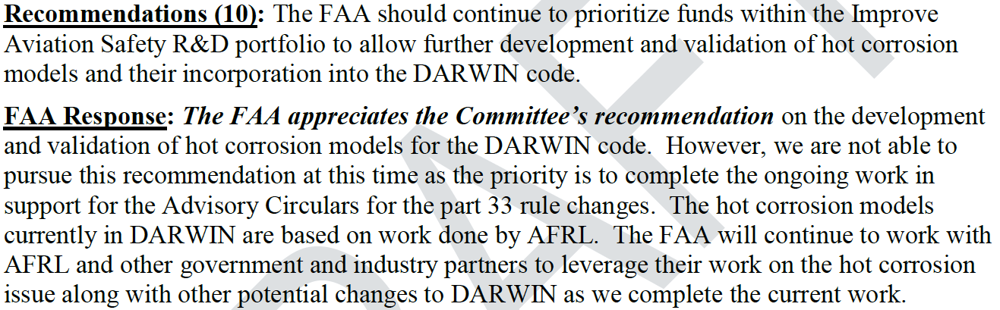 Recommendations (10): The FAA should continue to prioritize funds within the Improve
Aviation Safety R&D portfolio to allow further development and validation of hot corrosion
models and their incorporation into the DARWIN code.
FAA Response: The FAA appreciates the Committee's recommendation on the development
and validation of hot corrosion models for the DARWIN code.  However, we are not able to
pursue this recommendation at this time as the priority is to complete the ongoing work in
support for the Advisory Circulars for the part 33 rule changes.  The hot corrosion models
currently in DARWIN are based on work done by AFRL.  The FAA will continue to work with
AFRL and other government and industry partners to leverage their work on the hot corrosion
issue along with other potential changes to DARWIN as we complete the current work.